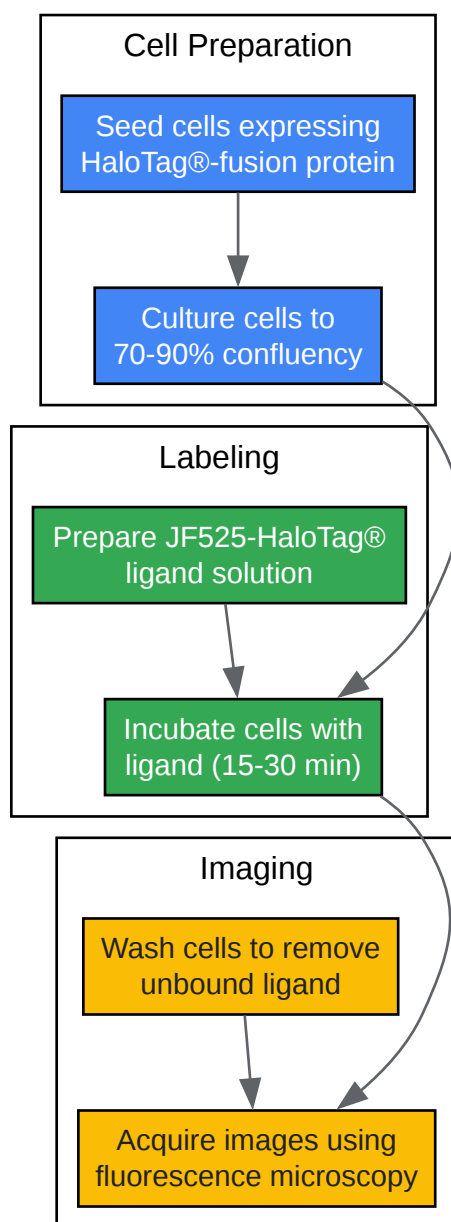 Cell Preparation
Seed cells expressing
HaloTag®-fusion protein
Culture cells to
70-90% confluency
Labeling
Prepare JF525-HaloTag®
ligand solution
Incubate cells with
ligand (15-30 min)
Imaging
Wash cells to remove
unbound ligand
Acquire images using
fluorescence microscopy